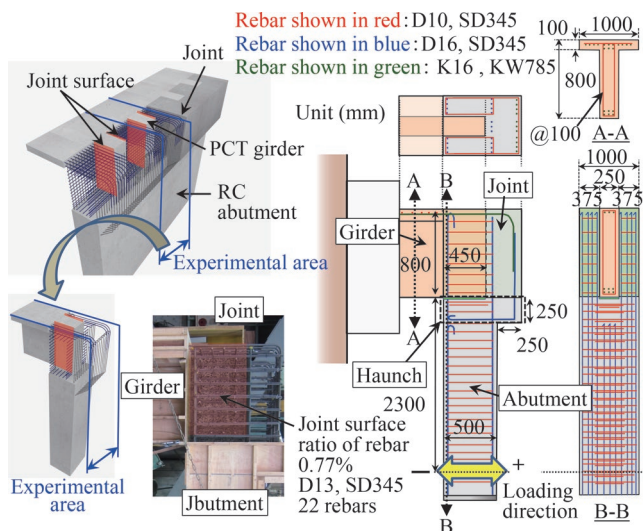 Rebar shown in red : D10, SD345
Rebar shown in blue : D16, SD345
Rebar shown in green : K16 , KW785
Joint
Joint surface
PCT girder
RC
abutment
Experimental area
Unit (mm)
100
1000
800
@100
A-A
A
B
Joint
Girder
800
450
A
250
250
Haunch
2300
Abutment
500
+
Loading
direction
B
1000
250
375
375
B-B
Joint
Girder
Joint surface
ratio of rebar
0.77%
D13, SD345
22 rebars
Jbutment
Experimental
area